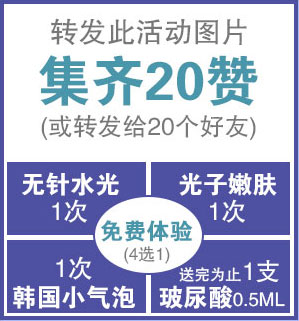 转发此活动图片
集齐20赞
(或转发给20个好友)
无针水光
1次
光子嫩肤
1次
免费体验
(4选1)
1次
韩国小气泡
送完为止1支
玻尿酸0.5ML